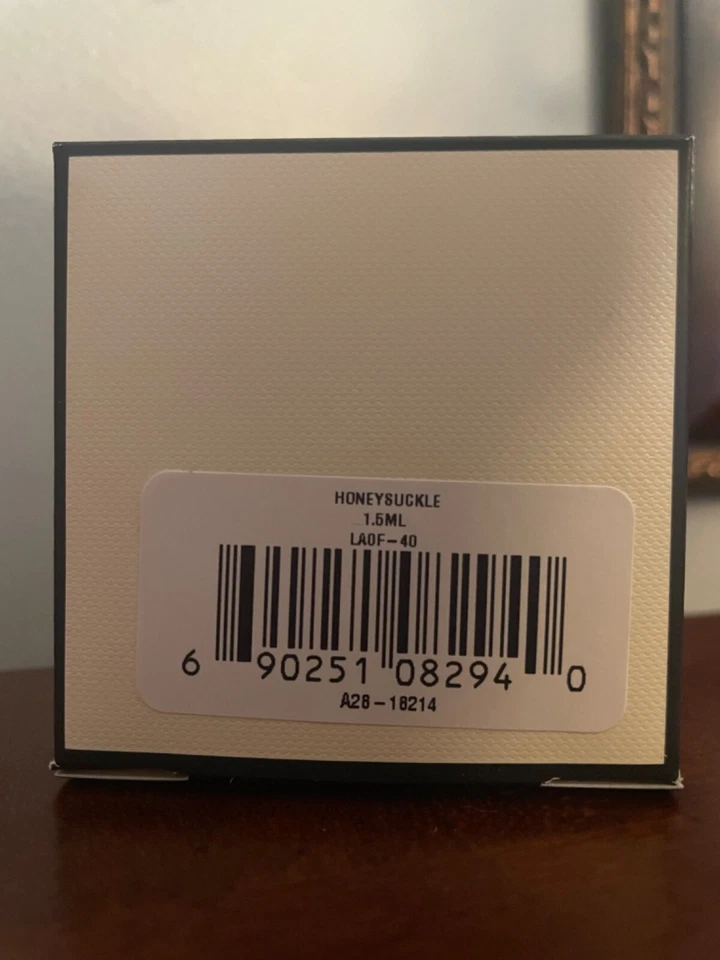 HONEYSUCKLE
1.5ML
LA0F-40
6 90251 08294 0
A28-18214